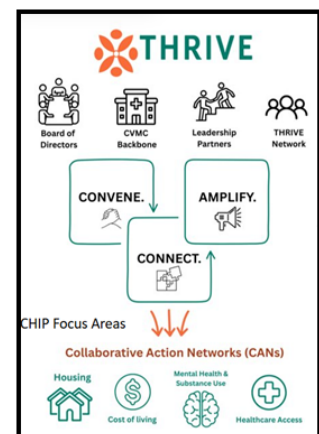 THRIVE
Board of Directors
CVMC Backbone
Leadership Partners
THRIVE Network
CONVENE.
AMPLIFY.
CONNECT.
CHIP Focus Areas
Collaborative Action Networks (CANs)
Housing
Cost of living
Mental Health & Substance Use
Healthcare Access